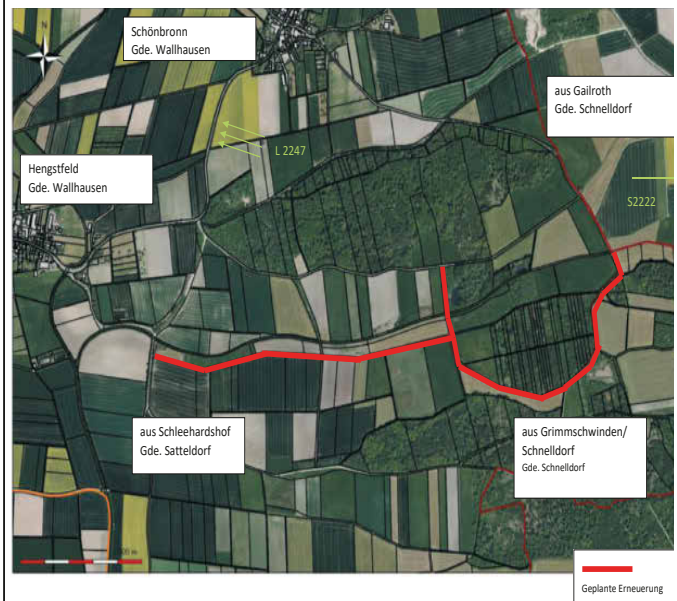 N
Schönbronn
Gde. Wallhausen
aus Gailroth
Gde. Schnelldorf
L 2247
Hengstfeld
Gde. Wallhausen
S2222
aus Schleehardshof
Gde. Satteldorf
aus Grimmschwinden/
Schnelldorf
Gde. Schnelldorf
Geplante Erneuerung